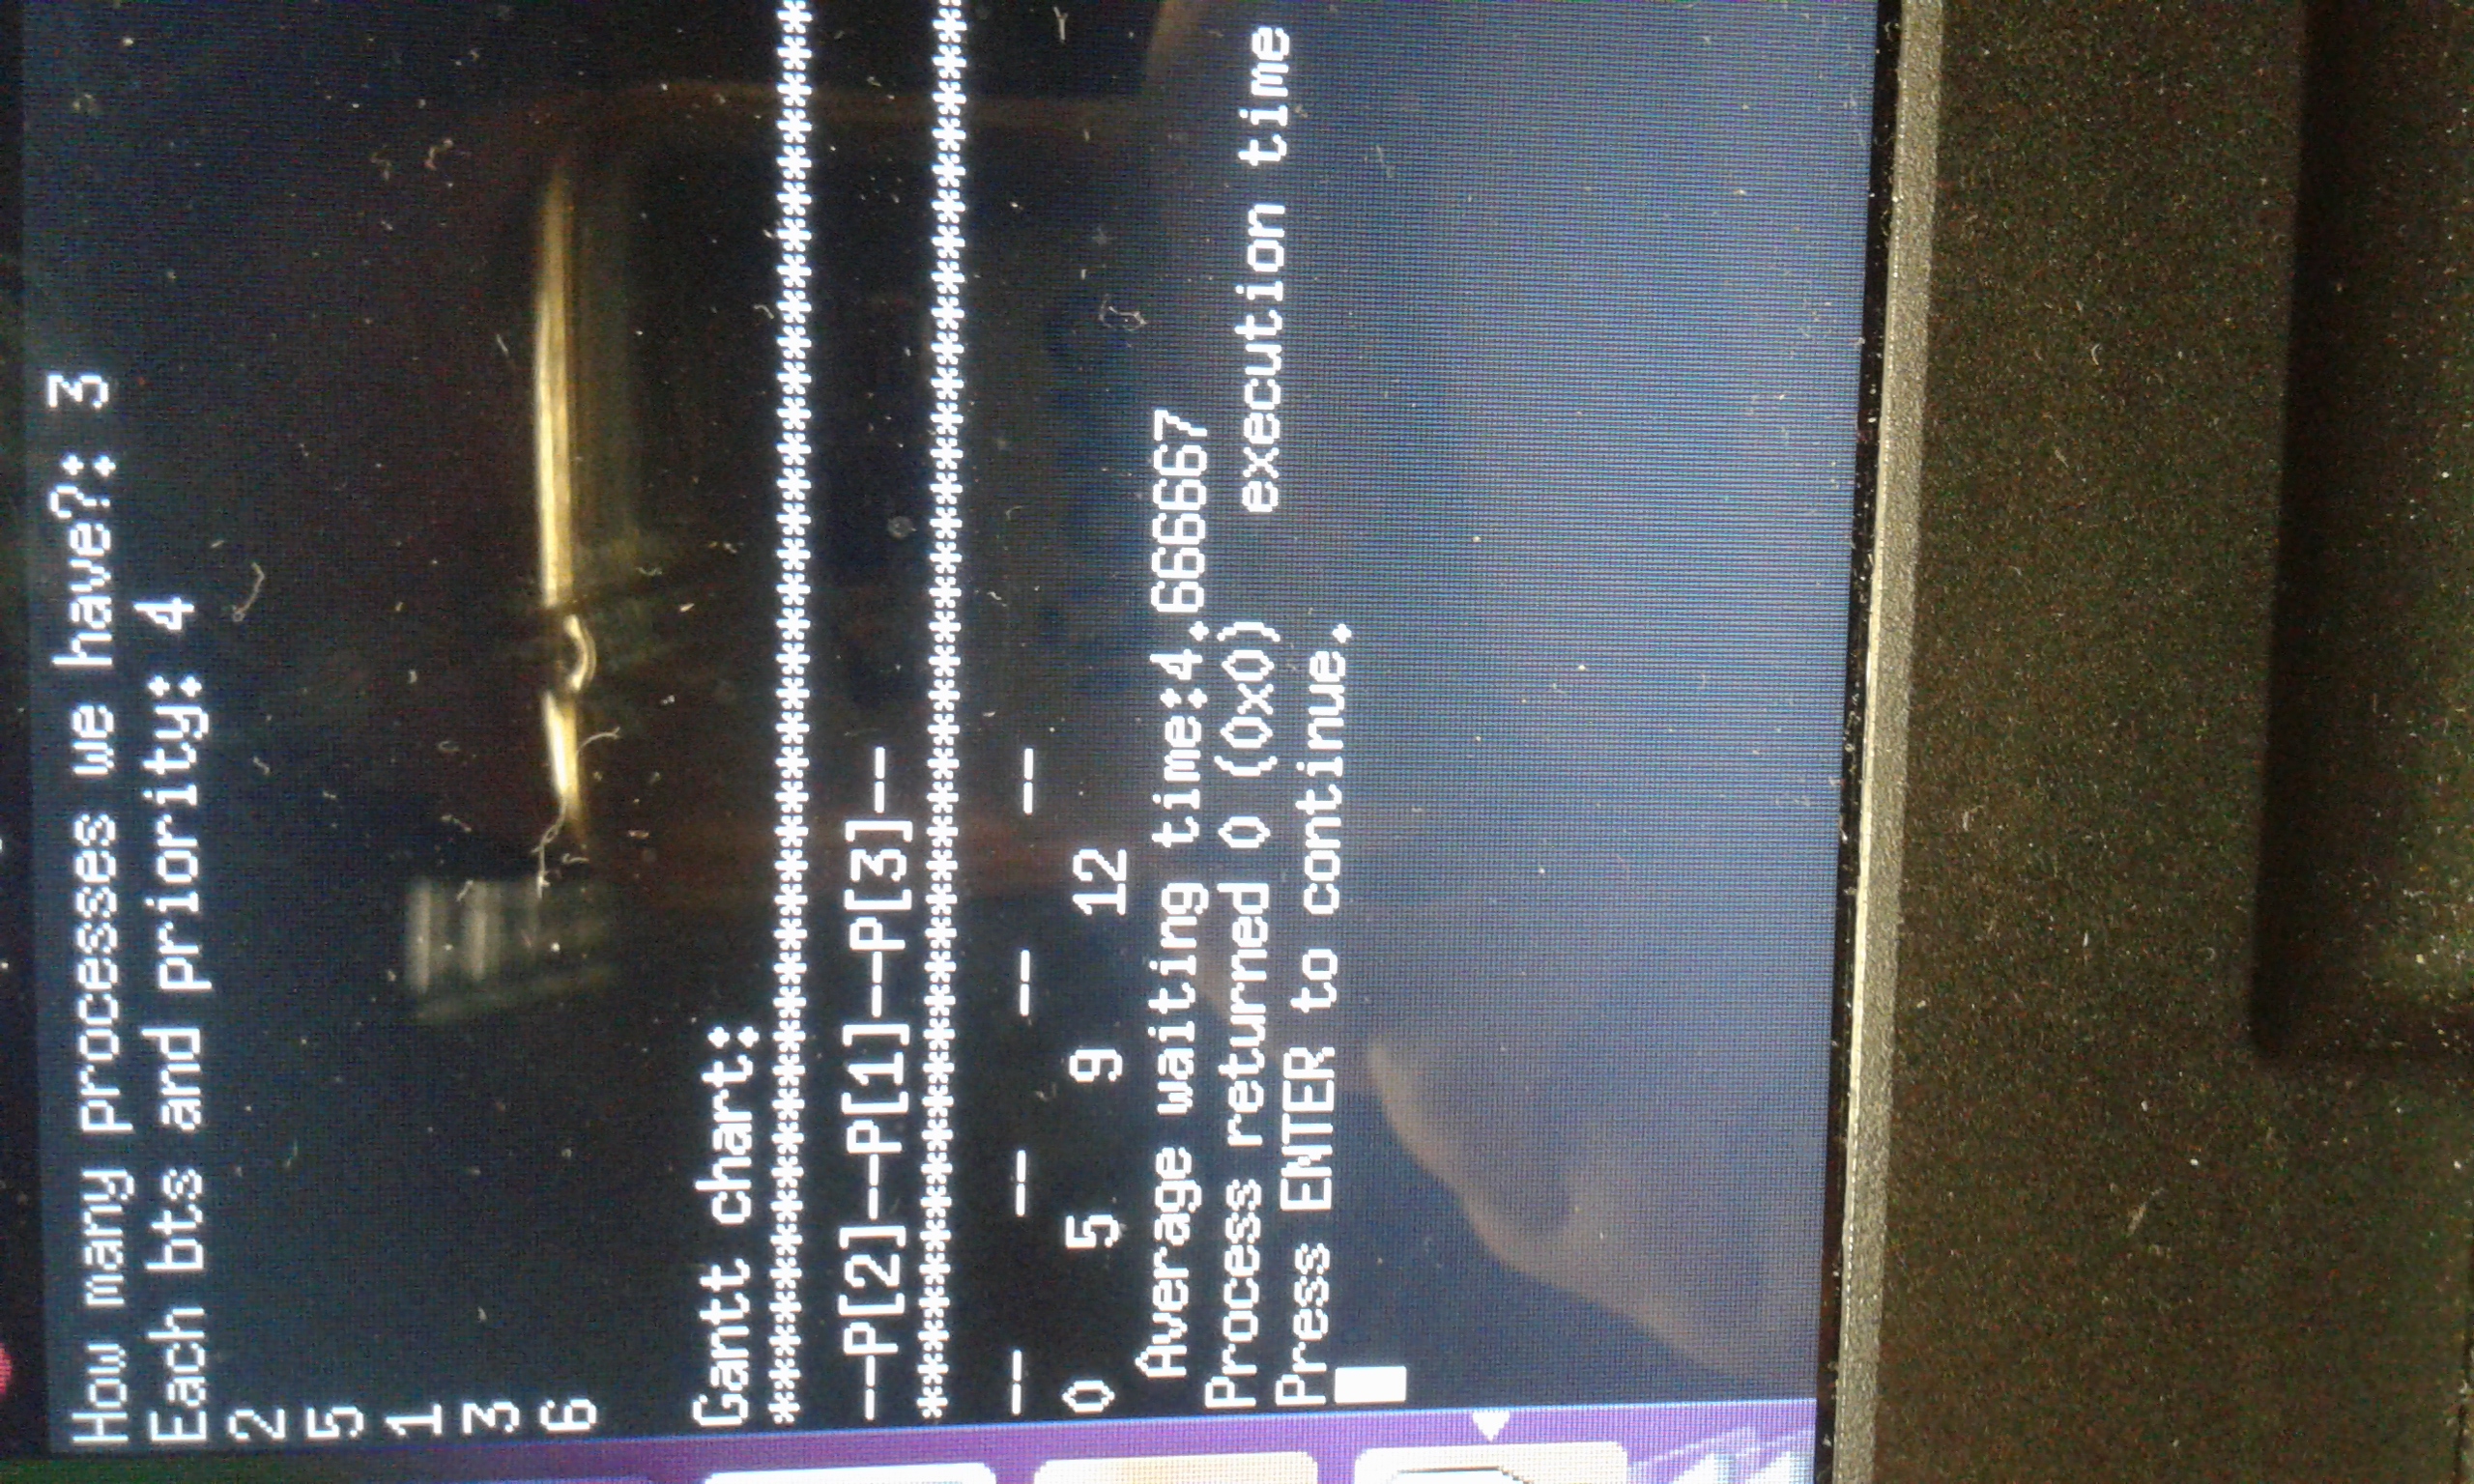 How many processes we have?: 3
Each bts and priority: 4
2
5
1
3
6
Gantt chart:
******************************************
--P[2]--P[1]--P[3]--
******************************************
-- -- -- --
0 5 9 12
Average waiting time:4.666667
Process returned 0 (0x0) execution time
Press ENTER to continue.